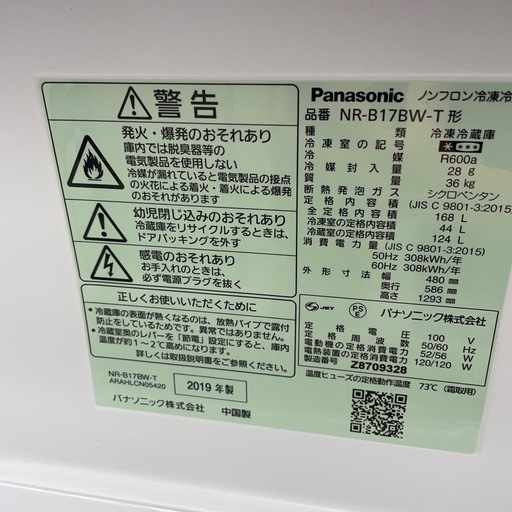 警告
発火・爆発のおそれあり
庫内では脱臭器等の
電気製品を使用しない
冷媒が漏れていると電気製品の接点
の火花による着火・着火による爆発
のおそれがあります
幼児閉じ込みのおそれあり
冷蔵庫をリサイクルするときは、
ドアパッキングを外す
感電のおそれあり
お手入れのときは、
必ず電源プラグを抜く
正しくお使いいただくために
・冷蔵庫の表面が熱くなるのは、放熱パイプで露付
防止をしているためです。異常ではありません。
・冷蔵室奥のレバーを「節電」設定にすると、庫内
温度が約1～2℃高めになります。
詳しくは取扱説明書をご覧ください。
NR-B17BW-T
ARAHLCN05420
2019年製
パナソニック株式会社 中国製
Panasonic ノンフロン冷凍冷
品番 NR-B17BW-T形
種類 冷凍冷蔵庫
冷凍室の記号
冷媒 R600a
冷媒封入量 28g
質量 36kg
断熱発泡ガス シクロペンタン
定格内容積 (JIS C 9801-3:2015)
全定格内容積 168 L
冷凍室の内容積 44 L
冷蔵室の内容積 124 L
消費電力量 (JIS C 9801-3:2015)
50Hz 308kWh/年
60Hz 308kWh/年
外形寸法 幅 480mm
奥行 586mm
高さ 1293mm
JET PSE パナソニック株式会社
定格電圧 100 V
定格周波数 50/60 Hz
電動機の定格消費電力 52/56 W
電熱装置の定格消費電力 120/120 W
製造番号 Z8709328
温度ヒューズの定格動作温度 73℃ (霜取用)